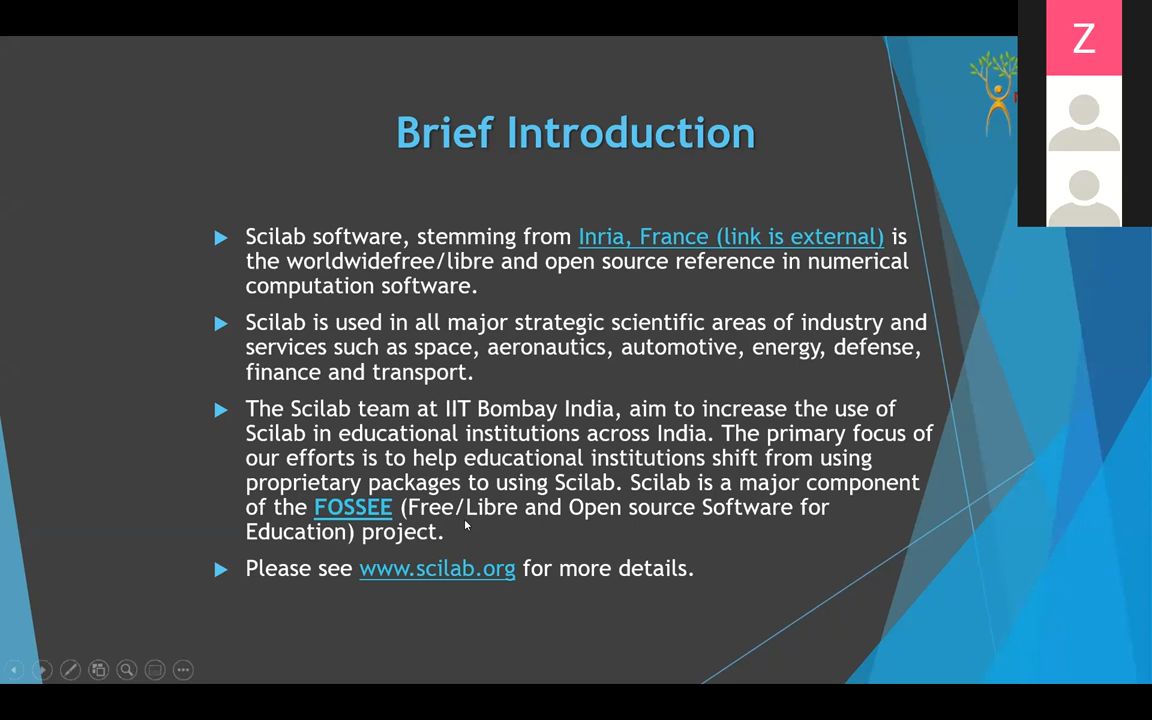 Z
Brief Introduction
Scilab software, stemming from Inria, France (link is external) is
the worldwidefree/libre and open source reference in numerical
computation software.
Scilab is used in all major strategic scientific areas of industry and
services such as space, aeronautics, automotive, energy, defense,
finance and transport.
The Scilab team at IIT Bombay India, aim to increase the use of
Scilab in educational institutions across India. The primary focus of
our efforts is to help educational institutions shift from using
proprietary packages to using Scilab. Scilab is a major component
of the FOSSEE (Free/Libre and Open source Software for
Education) project.
Please see www.scilab.org for more details.